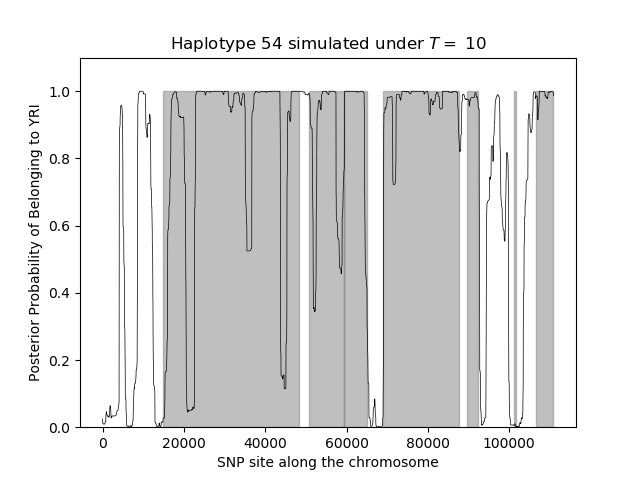 Haplotype 54 simulated under T = 10
Posterior Probability of Belonging to YRI
1.0
0.8
0.6
0.4
0.2
0.0
0 20000 40000 60000 80000 100000
SNP site along the chromosome